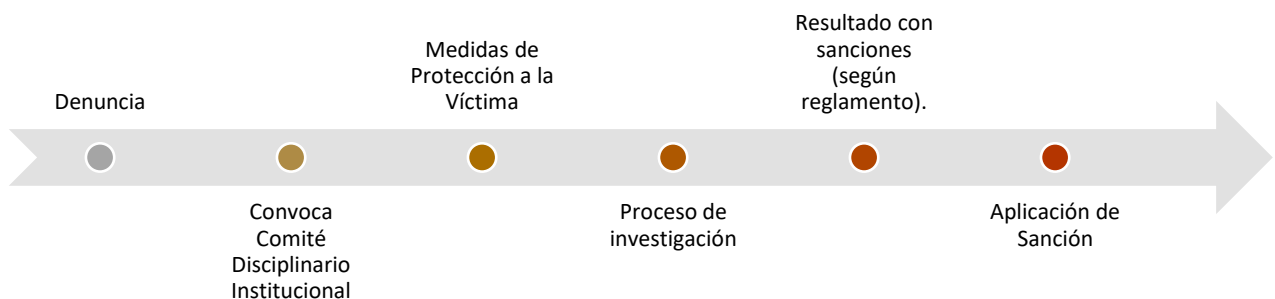 Denuncia
Convoca
Comité
Disciplinario
Institucional
Medidas de
Protección a la
Víctima
Proceso de
investigación
Resultado con
sanciones
(según
reglamento).
Aplicación de
Sanción